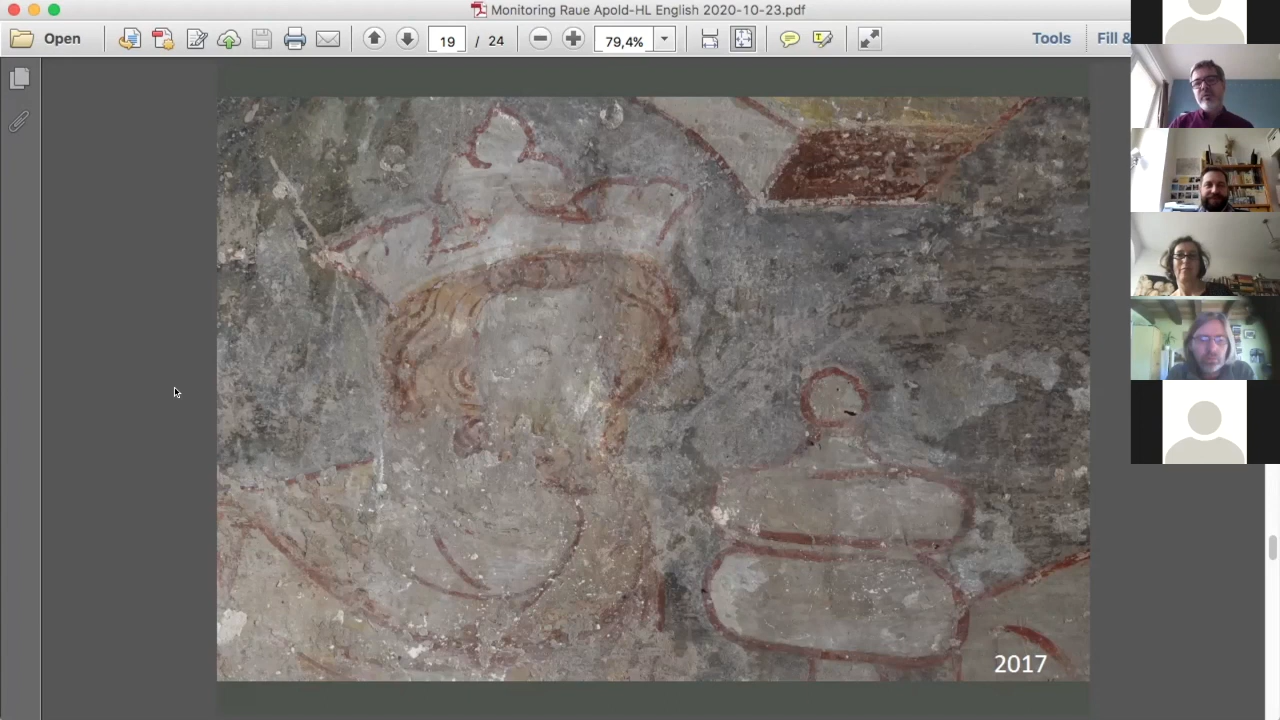 Monitoring Raue Apold-HL English 2020-10-23.pdf
Open
19 / 24
79,4%
Tools
Fill &
2017